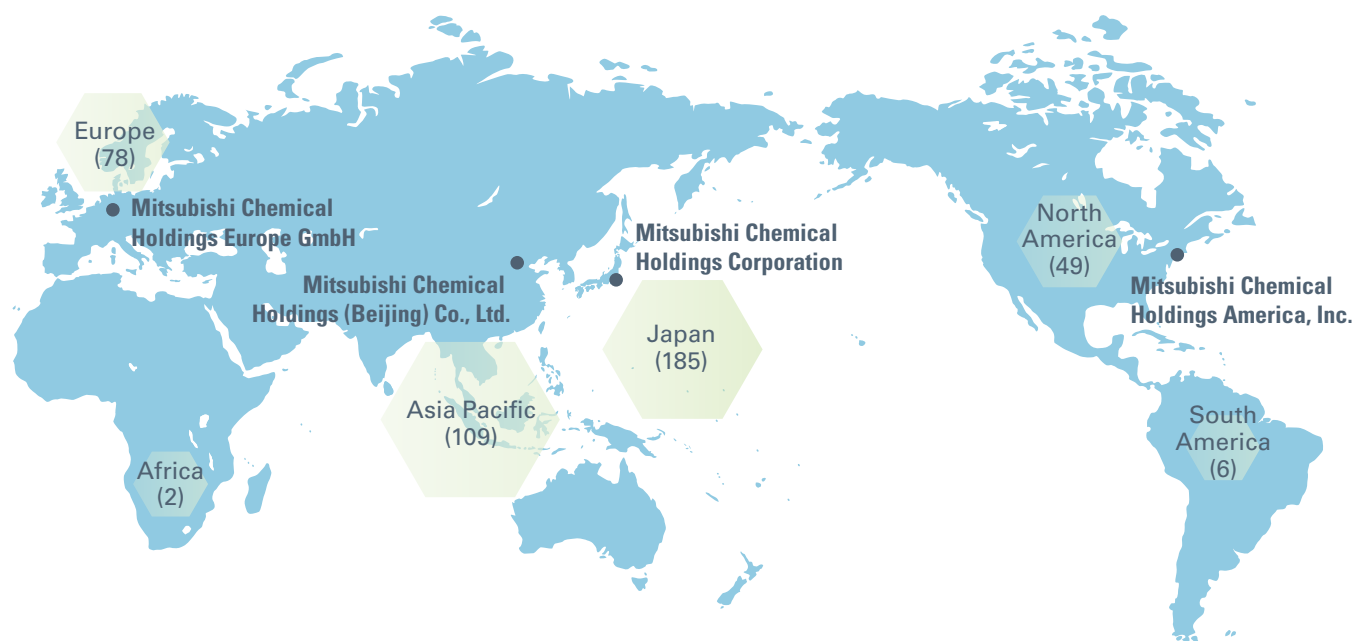 Europe
(78)
Mitsubishi Chemical
Holdings Europe GmbH
Mitsubishi Chemical
Holdings (Beijing) Co., Ltd.
Mitsubishi Chemical
Holdings Corporation
Japan
(185)
Asia Pacific
(109)
Africa
(2)
North
America
(49)
Mitsubishi Chemical
Holdings America, Inc.
South
America
(6)